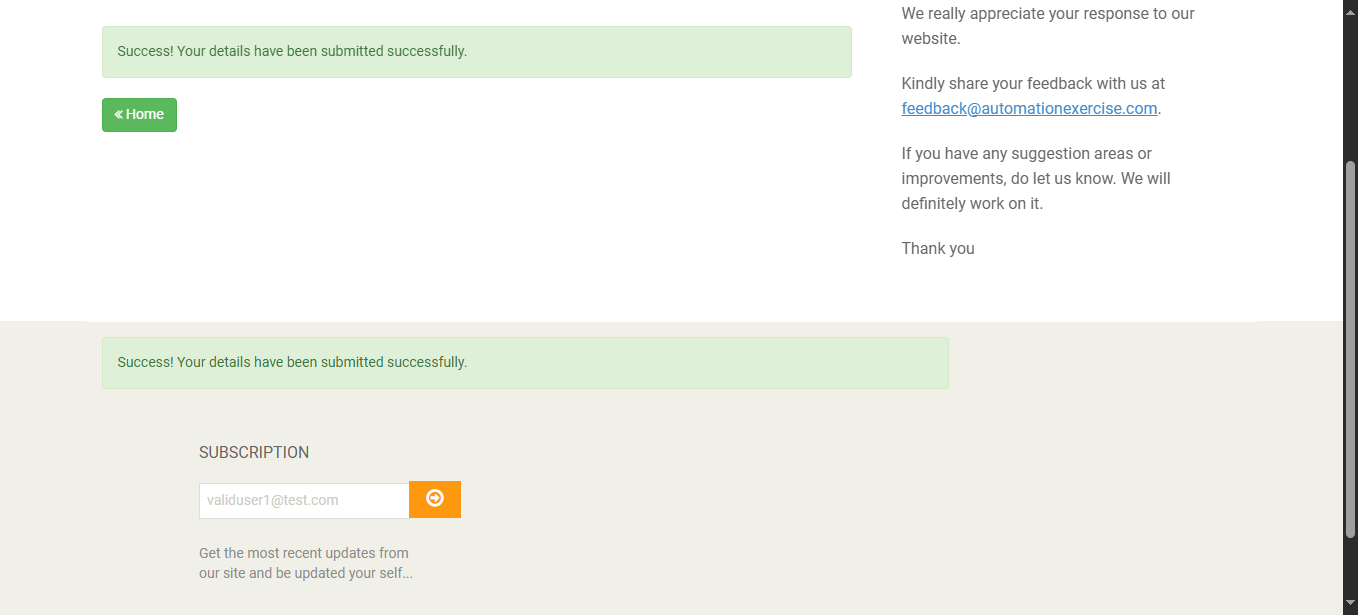 Success! Your details have been submitted successfully.
« Home
We really appreciate your response to our
website.
Kindly share your feedback with us at
feedback@automationexercise.com.
If you have any suggestion areas or
improvements, do let us know. We will
definitely work on it.
Thank you
Success! Your details have been submitted successfully.
SUBSCRIPTION
validuser1@test.com
Get the most recent updates from
our site and be updated your self...